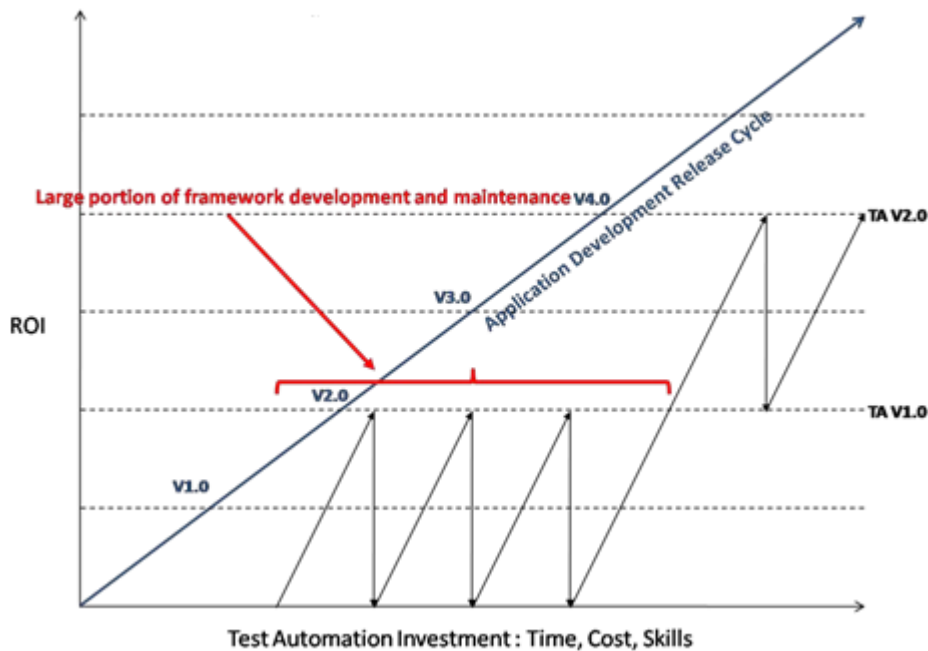 Large portion of framework development and maintenance
V4.0
TA V2.0
Application Development Release Cycle
V3.0
ROI
V2.0
TA V1.0
V1.0
Test Automation Investment : Time, Cost, Skills